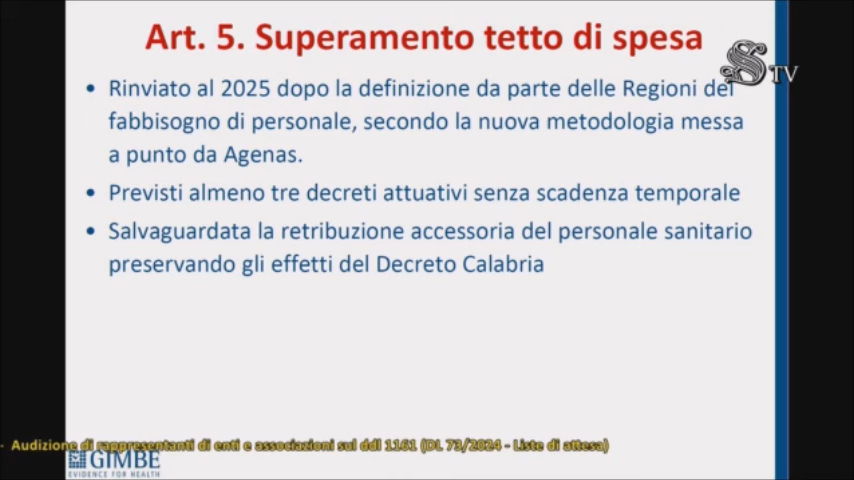 Art. 5. Superamento tetto di spesa
S TV
• Rinviato al 2025 dopo la definizione da parte delle Regioni del
fabbisogno di personale, secondo la nuova metodologia messa
a punto da Agenas.
• Previsti almeno tre decreti attuativi senza scadenza temporale
• Salvaguardata la retribuzione accessoria del personale sanitario
preservando gli effetti del Decreto Calabria
- Audizione di rappresentanti di enti e associazioni sul ddl 1161 (DL 73/2024 - Liste di attesa)
GIMBE
EVIDENCE FOR HEALTH